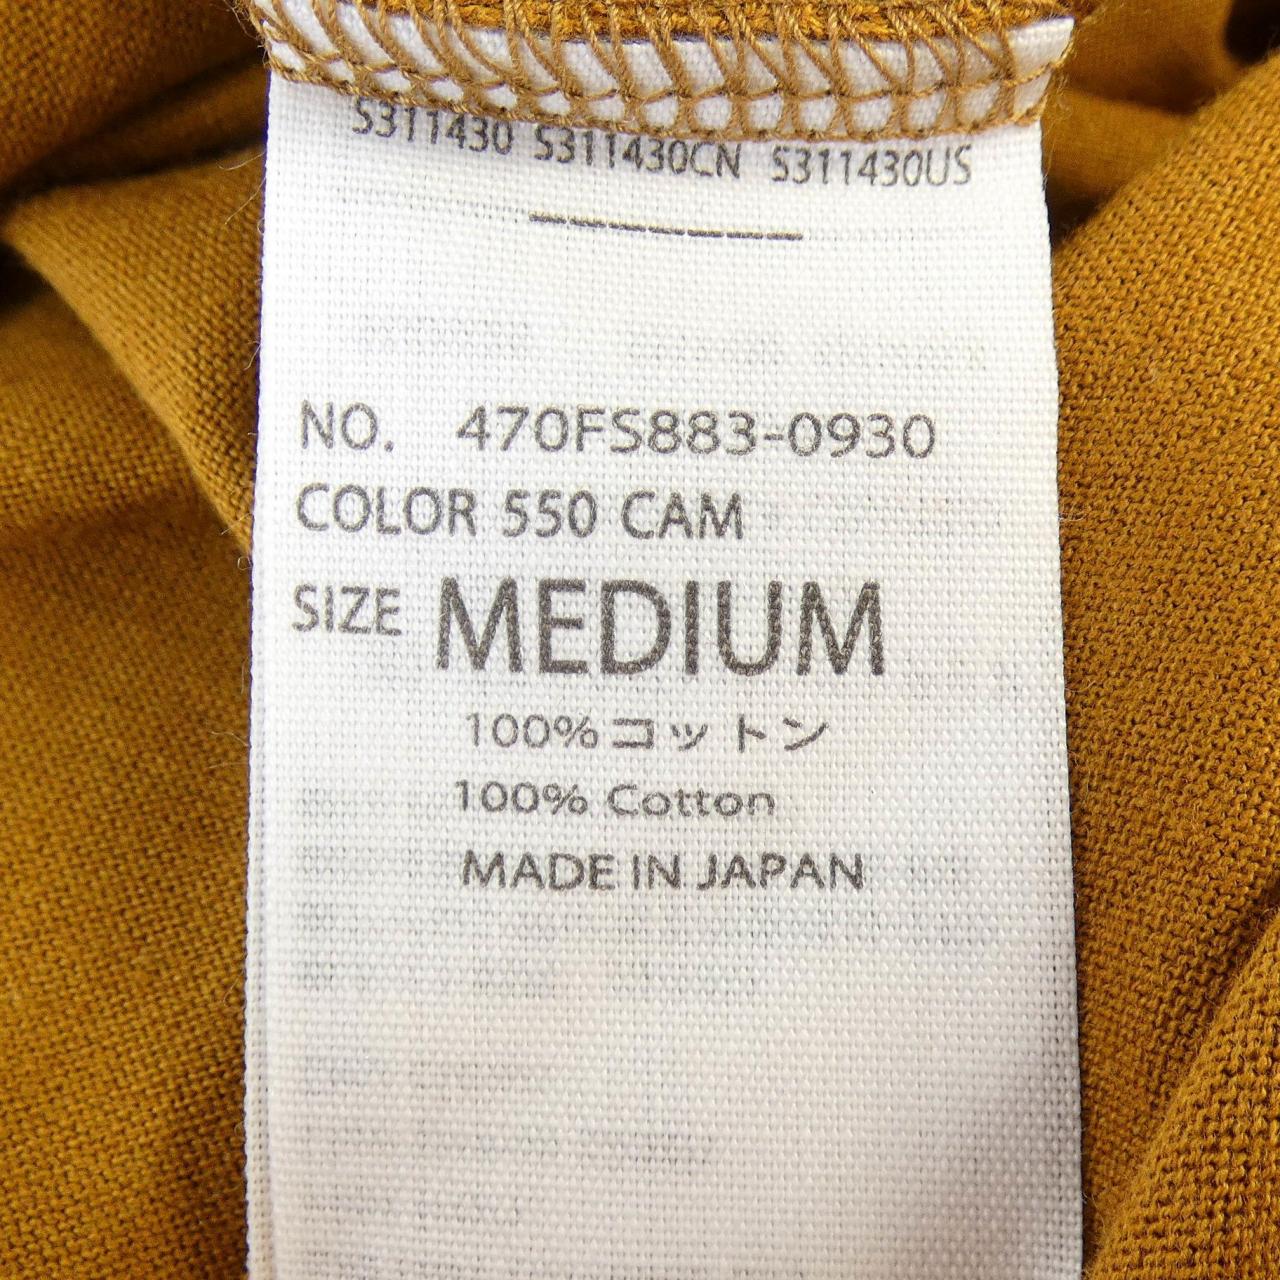 S311430 S311430CN S311430US
NO. 470FS883-0930
COLOR 550 CAM
SIZE MEDIUM
100%コットン
100% Cotton
MADE IN JAPAN